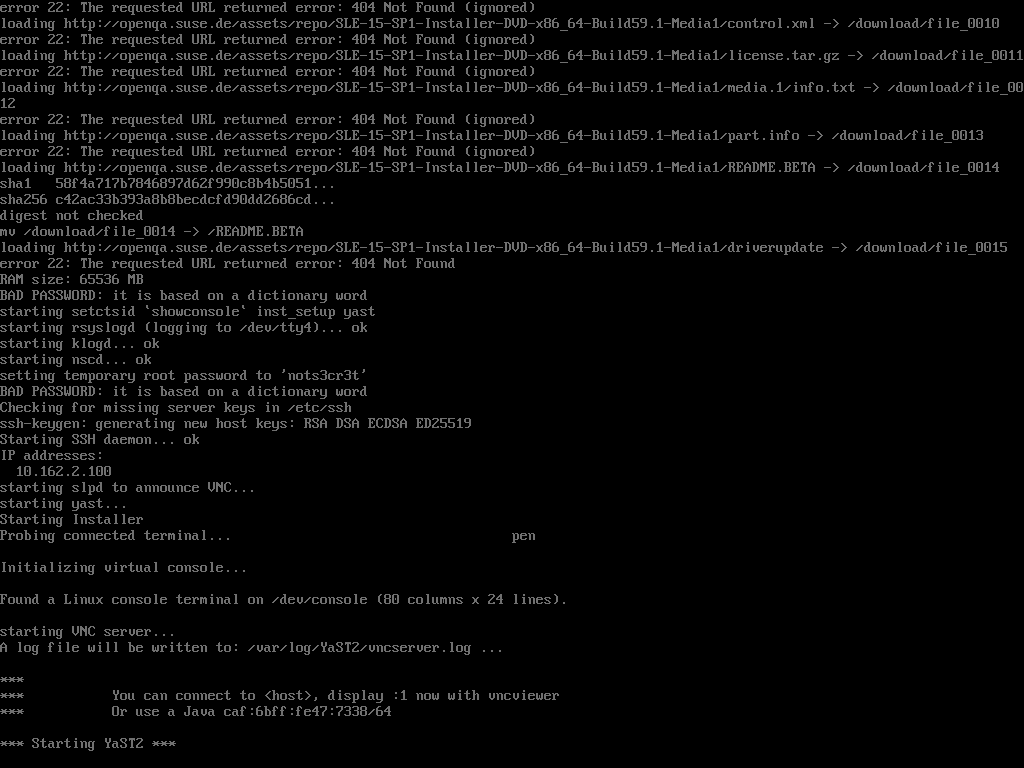 error 22: The requested URL returned error: 404 Not Found (ignored)
loading http://openqa.suse.de/assets/repo/SLE-15-SP1-Installer-DVD-x86_64-Build59.1-Media1/control.xml -> /download/file_0010
error 22: The requested URL returned error: 404 Not Found (ignored)
loading http://openqa.suse.de/assets/repo/SLE-15-SP1-Installer-DVD-x86_64-Build59.1-Media1/license.tar.gz -> /download/file_0011
error 22: The requested URL returned error: 404 Not Found (ignored)
loading http://openqa.suse.de/assets/repo/SLE-15-SP1-Installer-DVD-x86_64-Build59.1-Media1/media.1/info.txt -> /download/file_00
12
error 22: The requested URL returned error: 404 Not Found (ignored)
loading http://openqa.suse.de/assets/repo/SLE-15-SP1-Installer-DVD-x86_64-Build59.1-Media1/part.info -> /download/file_0013
error 22: The requested URL returned error: 404 Not Found (ignored)
loading http://openqa.suse.de/assets/repo/SLE-15-SP1-Installer-DVD-x86_64-Build59.1-Media1/README.BETA -> /download/file_0014
sha1   58f4a717b7846897d62f990c8b4b5051...
sha256 c42ac33b393a8b8becdcfd90dd2686cd...
digest not checked
mv /download/file_0014 -> /README.BETA
loading http://openqa.suse.de/assets/repo/SLE-15-SP1-Installer-DVD-x86_64-Build59.1-Media1/driverupdate -> /download/file_0015
error 22: The requested URL returned error: 404 Not Found
RAM size: 65536 MB
BAD PASSWORD: it is based on a dictionary word
starting setctsid `showconsole` inst_setup yast
starting rsyslogd (logging to /dev/tty4)... ok
starting klogd... ok
starting nscd... ok
setting temporary root password to 'nots3cr3t'
BAD PASSWORD: it is based on a dictionary word
Checking for missing server keys in /etc/ssh
ssh-keygen: generating new host keys: RSA DSA ECDSA ED25519
Starting SSH daemon... ok
IP addresses:
  10.162.2.100
starting slpd to announce VNC...
starting yast...
Starting Installer
Probing connected terminal...                                   pen

Initializing virtual console...

Found a Linux console terminal on /dev/console (80 columns x 24 lines).

starting VNC server...
A log file will be written to: /var/log/YaST2/vncserver.log ...

***
***           You can connect to <host>, display :1 now with vncviewer
***           Or use a Java caf:6bff:fe47:7338/64

*** Starting YaST2 ***